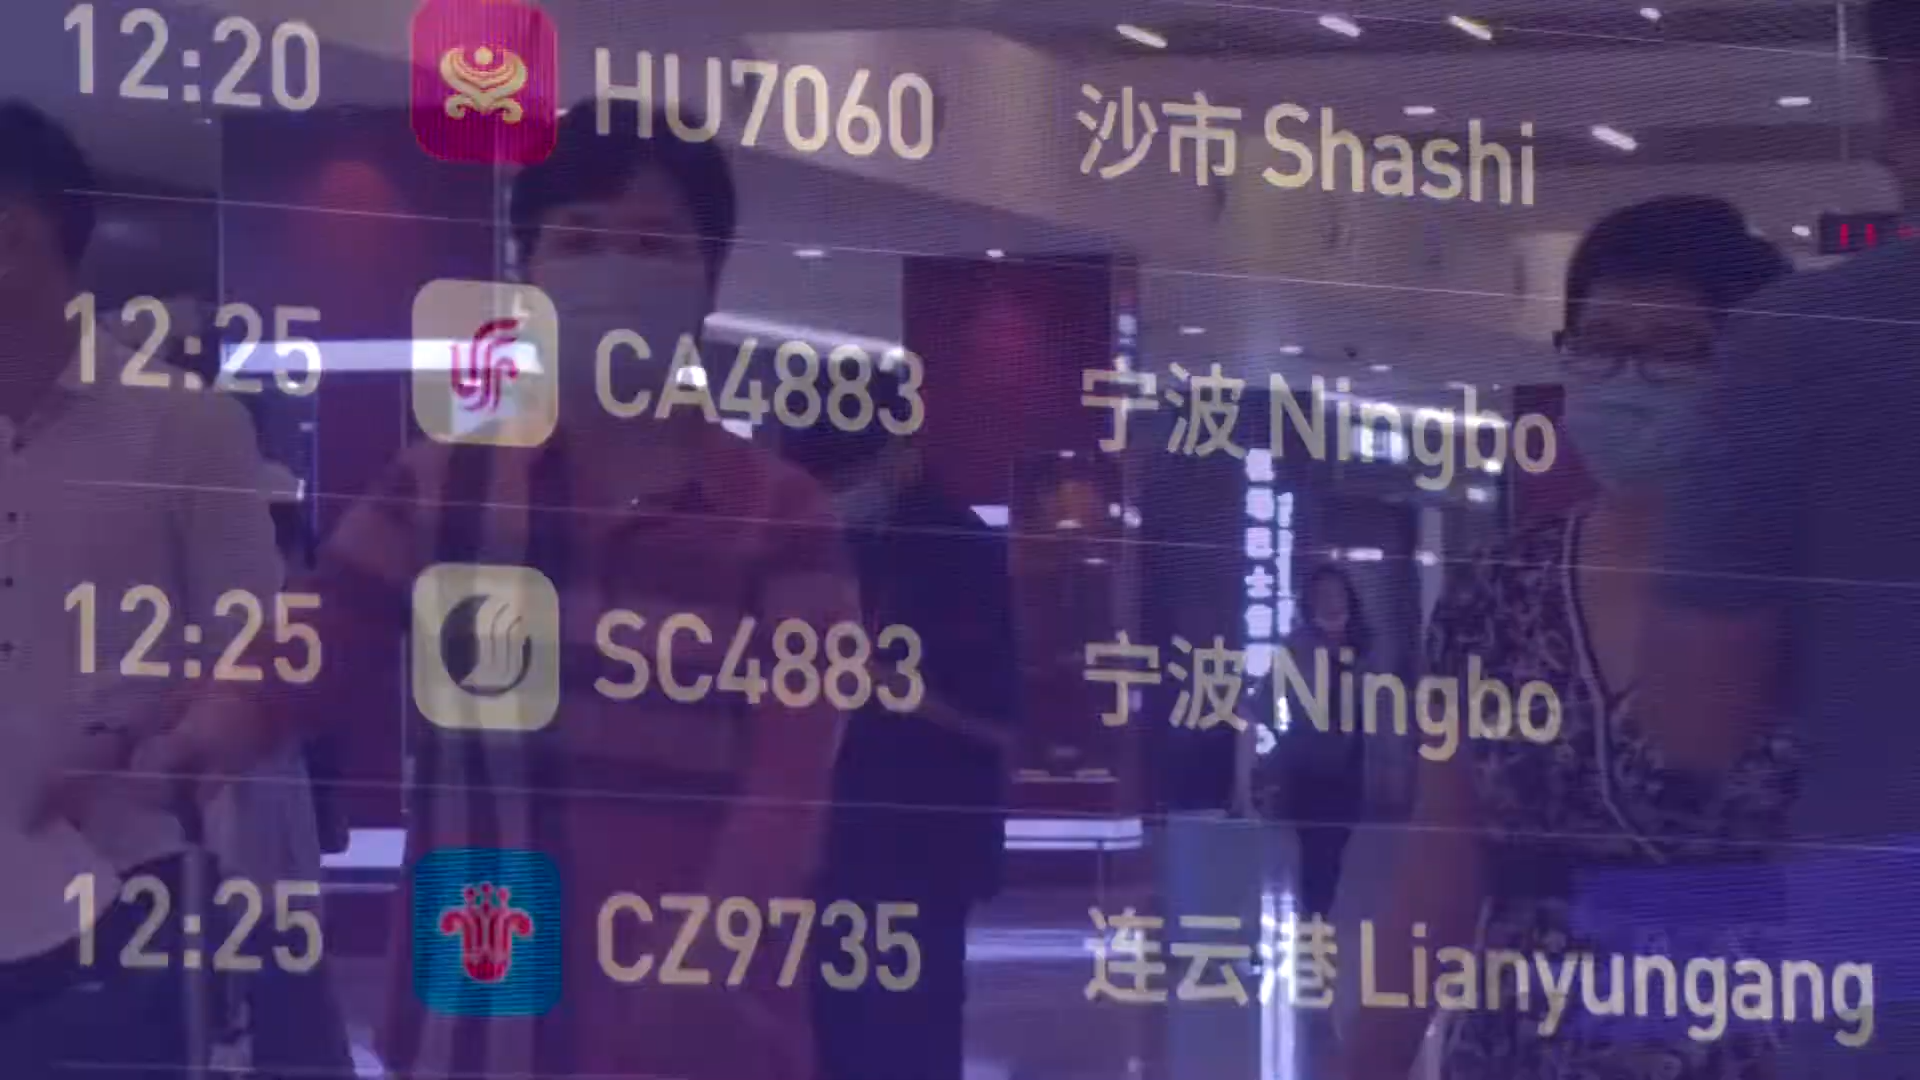 12:20 HU7060 沙市 Shashi
12:25 CA4883 宁波 Ningbo
12:25 SC4883 宁波 Ningbo
12:25 CZ9735 连云港 Lianyungang